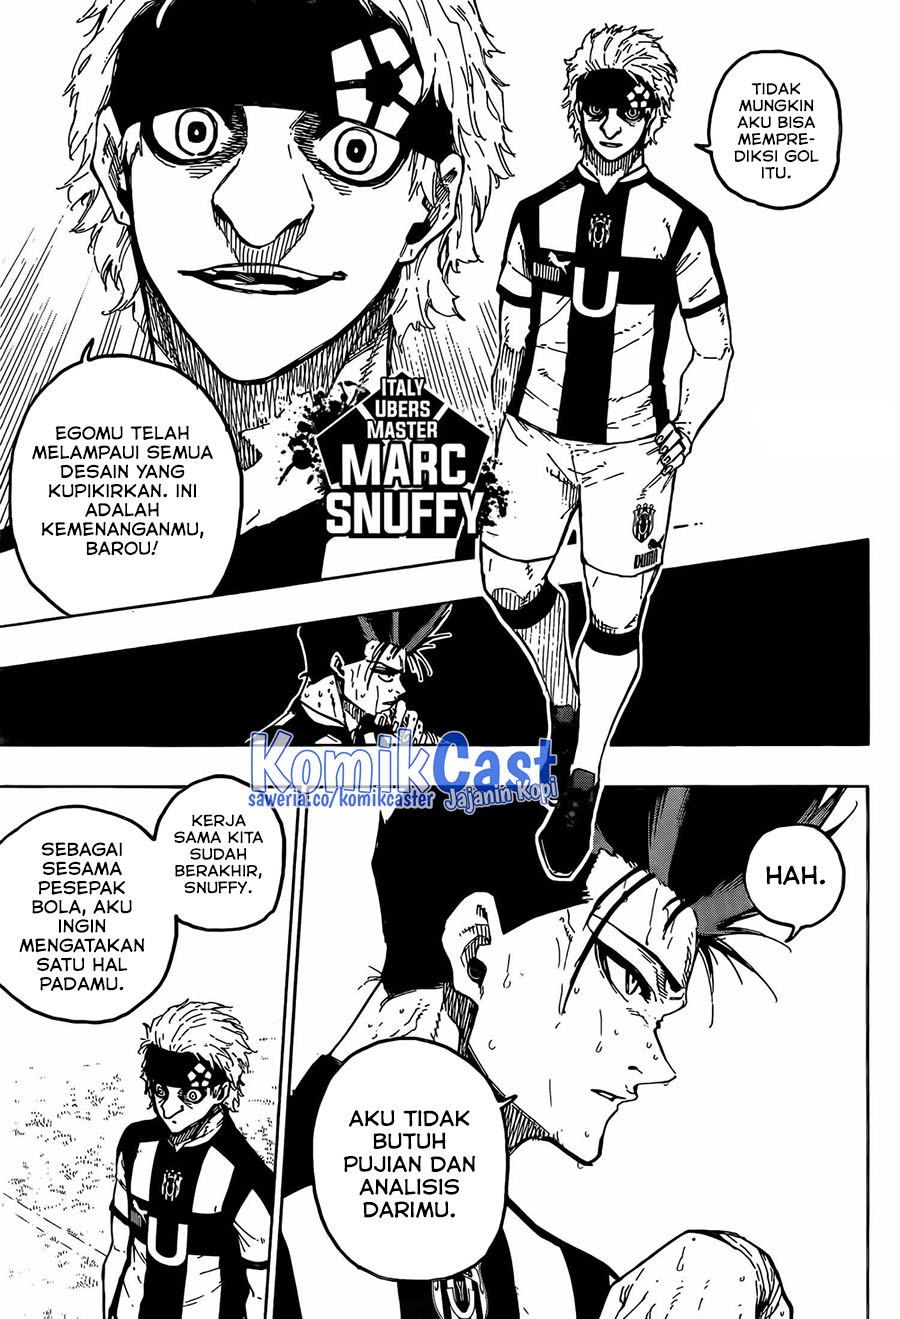 TIDAK
MUNGKIN
AKU BISA
MEMPRE-
DIKSI GOL
ITU.
PUMA
U
PUMA
EGOMU TELAH
MELAMPAUI SEMUA
DESAIN YANG
KUPIKIRKAN. INI
ADALAH
KEMENANGANMU,
BAROU!
ITALY
UBERS
MASTER
MARC
SNUFFY
KomikCast
saweria.co/komikcaster Jajanin Kopi
HAH.
AKU TIDAK
BUTUH
PUJIAN DAN
ANALISIS
DARIMU.
KERJA
SAMA KITA
SUDAH
BERAKHIR,
SNUFFY.
SEBAGAI
SESAMA
PESEPAK
BOLA, AKU
INGIN
MENGATAKAN
SATU HAL
PADAMU.
U